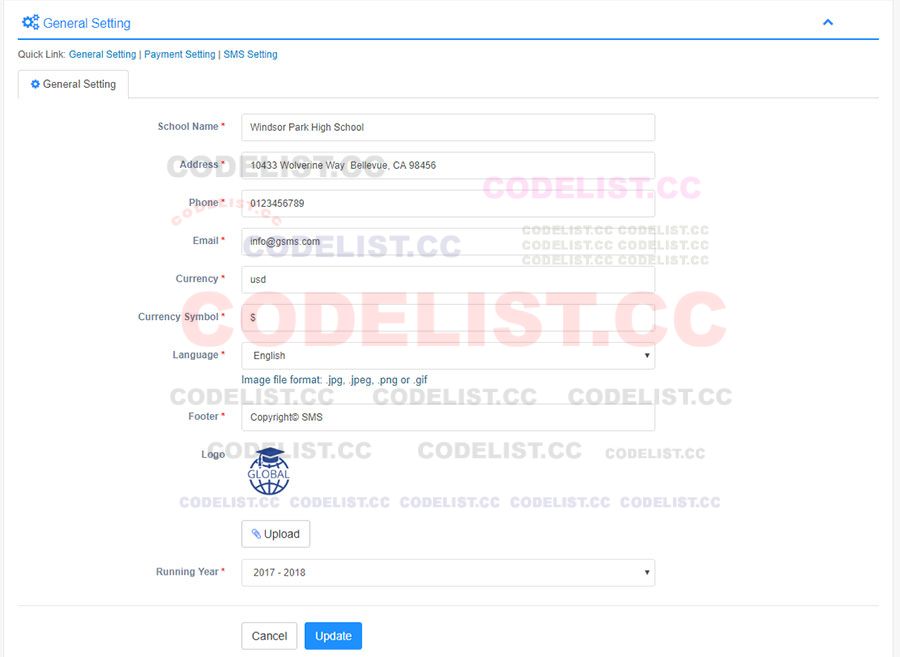 General Setting
Quick Link: General Setting | Payment Setting | SMS Setting
General Setting
School Name * Windsor Park High School
Address * 10433 Wolverine Way Bellevue, CA 98456
CODELIST.CC
CODELIST.CC
Phone * 0123456789
CODELIST.CC
Email * info@gsms.com
CODELIST.CC
CODELIST.CC CODELIST.CC
CODELIST.CC CODELIST.CC
CODELIST.CC CODELIST.CC
Currency * usd
Currency Symbol * $
CODELIST.CC
Language * English
Image file format: .jpg, .jpeg, .png or .gif
CODELIST.CC CODELIST.CC CODELIST.CC
Footer * Copyright© SMS
Logo
CODELIST.CC CODELIST.CC CODELIST.CC
GLOBAL
CODELIST.CC CODELIST.CC CODELIST.CC CODELIST.CC CODELIST.CC
Upload
Running Year * 2017 - 2018
Cancel Update